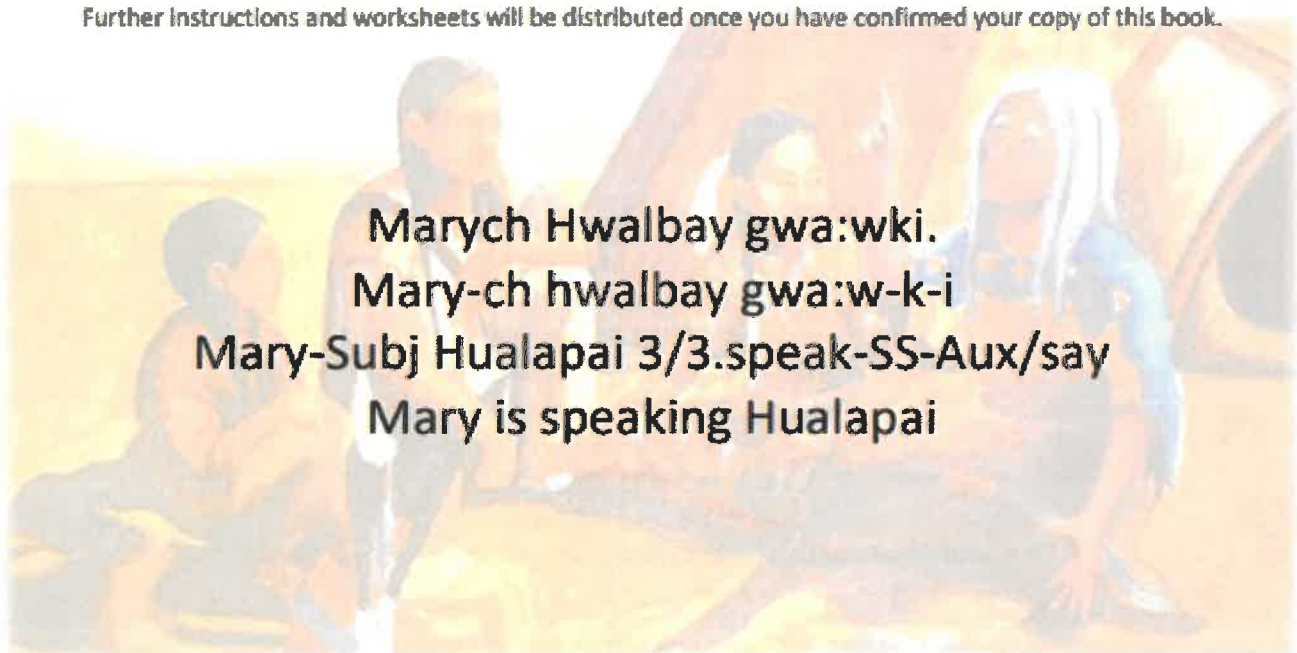 Further instructions and worksheets will be distributed once you have confirmed your copy of this book.
Marych Hwalbay gwa:wki.
Mary-ch hwalbay gwa:w-k-i
Mary-Subj Hualapai 3/3.speak-SS-Aux/say
Mary is speaking Hualapai